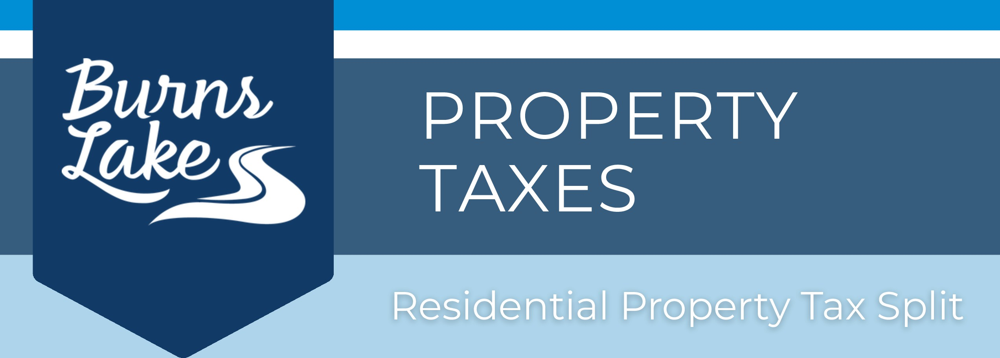 Burns
Lake
PROPERTY
TAXES
Residential Property Tax Split